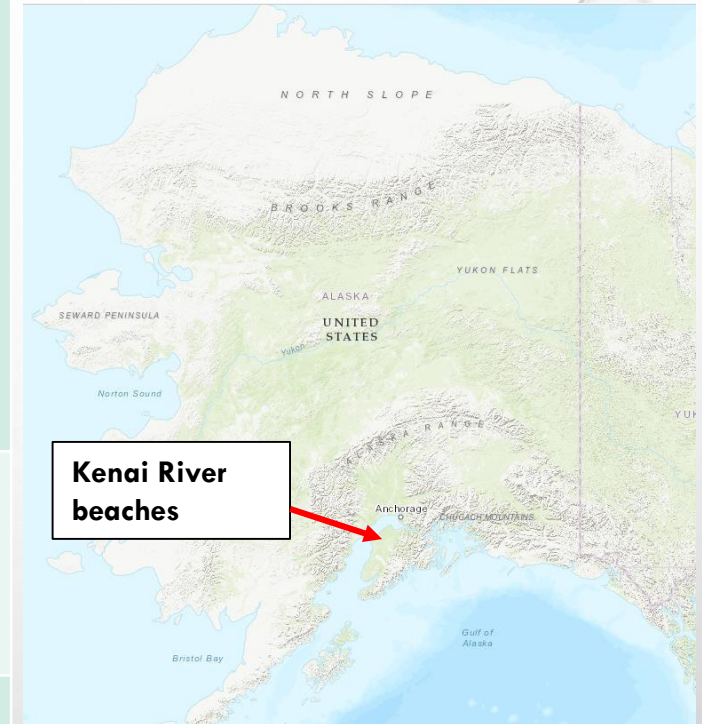 NORTH SLOPE
BROOKS RANGE
YUKON FLATS
ALASKA
SEWARD PENINSULA
UNITED
STATES
Yukon
Norton Sound
YUK
ALASKA RANGE
Kenai River
beaches
Anchorage
CHUGACH MOUNTAINS
Gulf of
Alaska
Bristol Bay